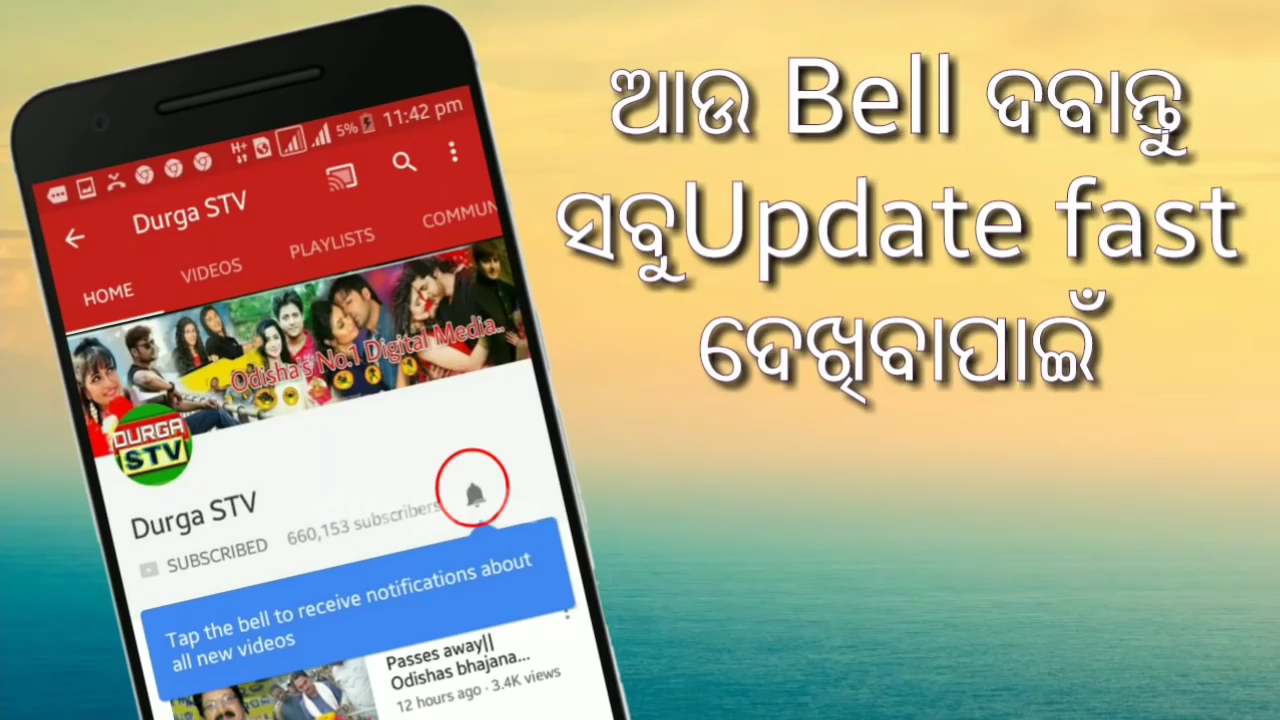 ଆଉ Bell ଦବାନ୍ତୁ
ସବୁUpdate fast
ଦେଖିବାପାଇଁ
H+ 5% 11:42 pm
Durga STV
HOME VIDEOS PLAYLISTS COMMUN
Odisha's No.1 Digital Media..
DURGA
STV
Durga STV
SUBSCRIBED 660,153 subscribers
Tap the bell to receive notifications about
all new videos
Passes away||
Odishas bhajana...
12 hours ago · 3.4K views